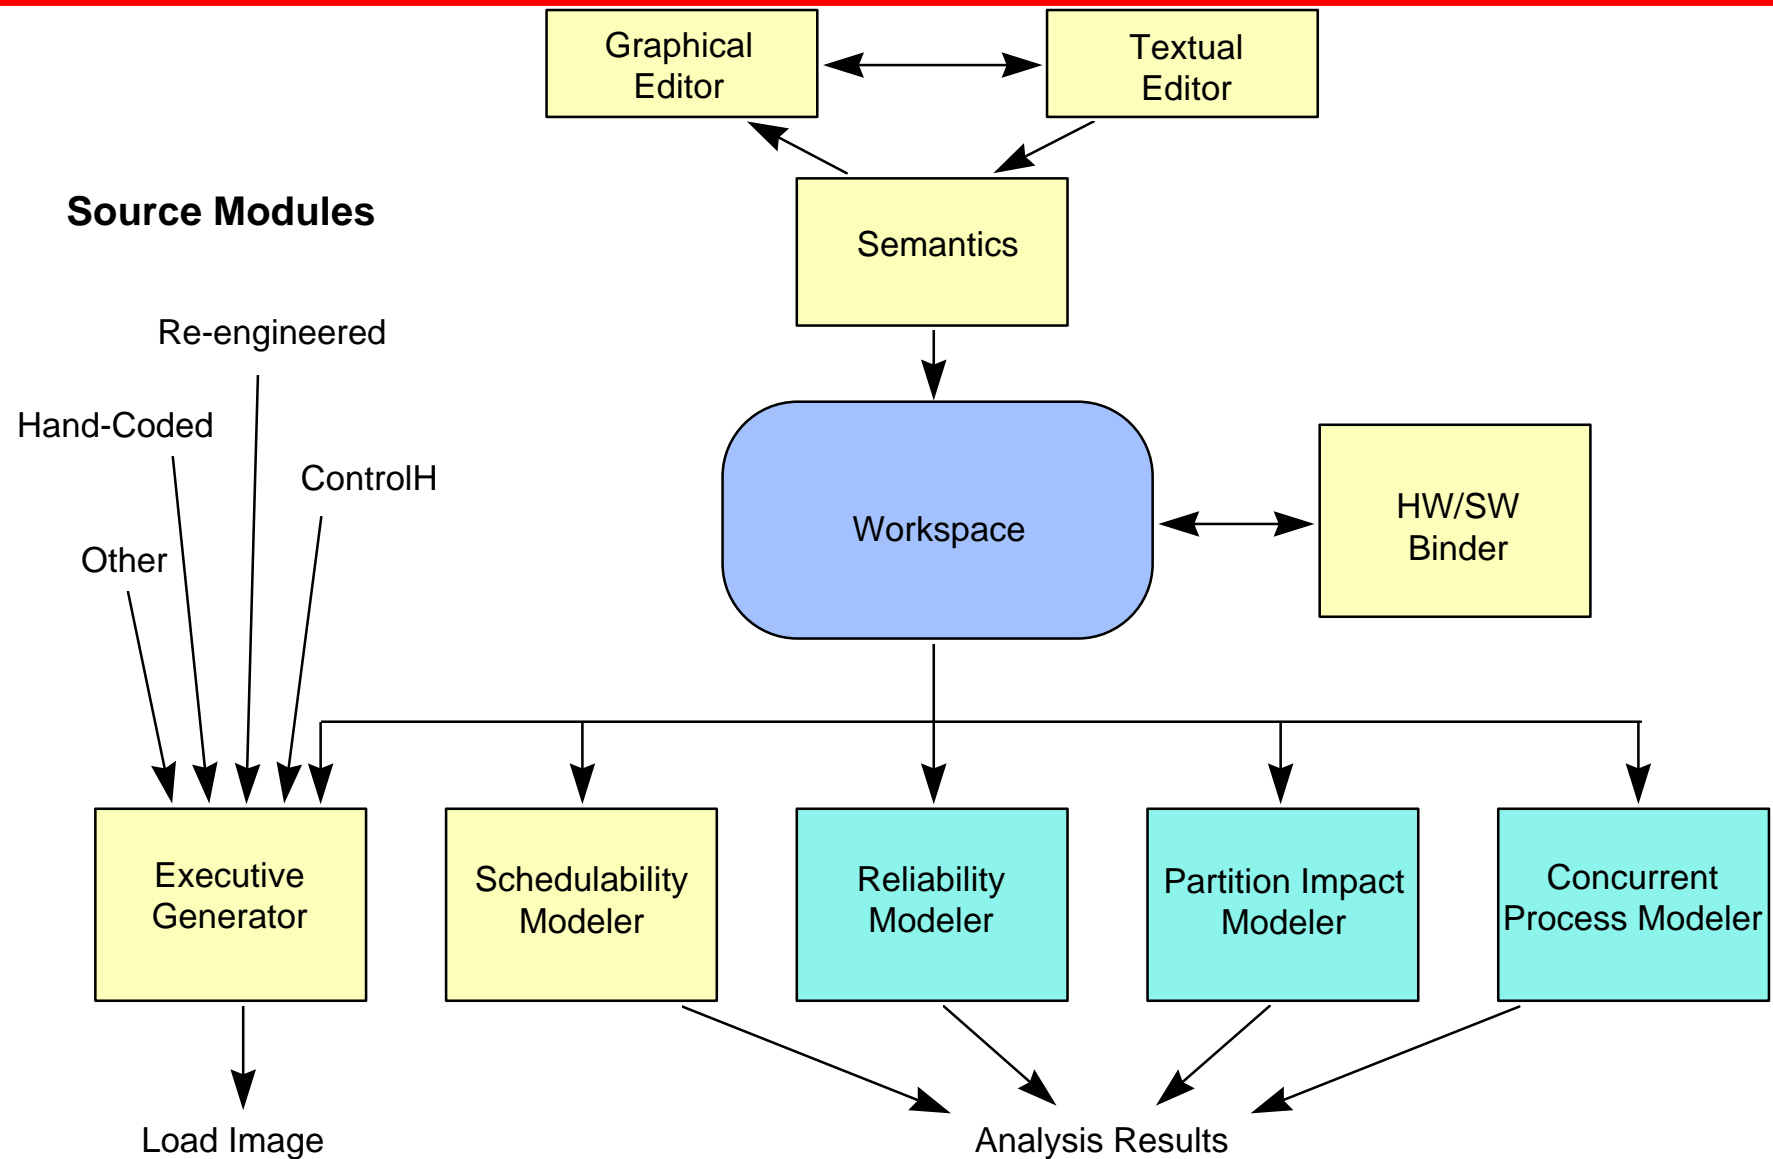 Graphical
Editor
Textual
Editor
Source Modules
Semantics
Re-engineered
Hand-Coded
ControlH
Other
Workspace
HW/SW
Binder
Executive
Generator
Schedulability
Modeler
Reliability
Modeler
Partition Impact
Modeler
Concurrent
Process Modeler
Load Image
Analysis Results